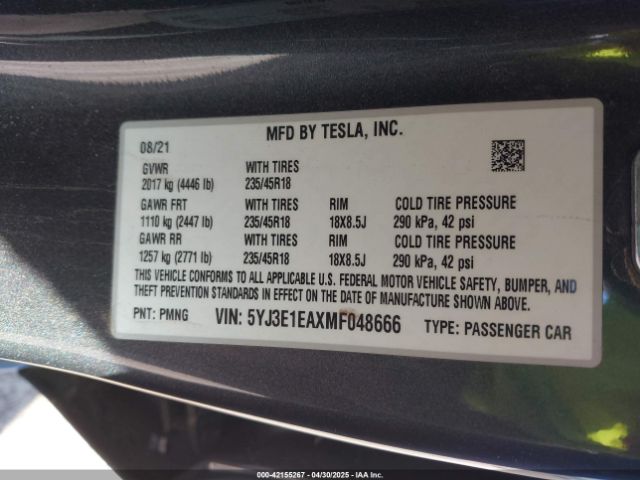 MFD BY TESLA, INC.
08/21
GVWR WITH TIRES
2017 kg (4446 lb) 235/45R18
GAWR FRT WITH TIRES RIM COLD TIRE PRESSURE
1110 kg (2447 lb) 235/45R18 18X8.5J 290 kPa, 42 psi
GAWR RR WITH TIRES RIM COLD TIRE PRESSURE
1257 kg (2771 lb) 235/45R18 18X8.5J 290 kPa, 42 psi
THIS VEHICLE CONFORMS TO ALL APPLICABLE U.S. FEDERAL MOTOR VEHICLE SAFETY, BUMPER, AND
THEFT PREVENTION STANDARDS IN EFFECT ON THE DATE OF MANUFACTURE SHOWN ABOVE.
PNT: PMNG VIN: 5YJ3E1EAXMF048666 TYPE: PASSENGER CAR
000-42155267 - 04/30/2025 - IAA Inc.